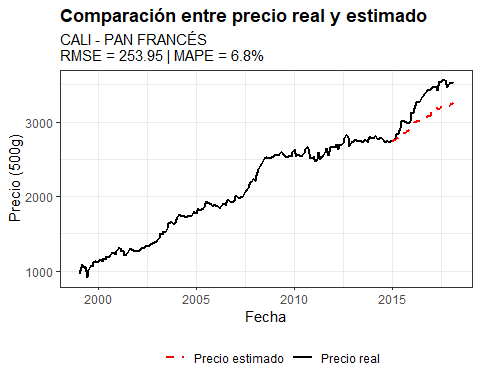 Comparación entre precio real y estimado
CALI - PAN FRANCÉS
RMSE = 253.95 | MAPE = 6.8%
Precio (500g)
3000
2000
1000
2000
2005
2010
2015
Fecha
Precio estimado
Precio real